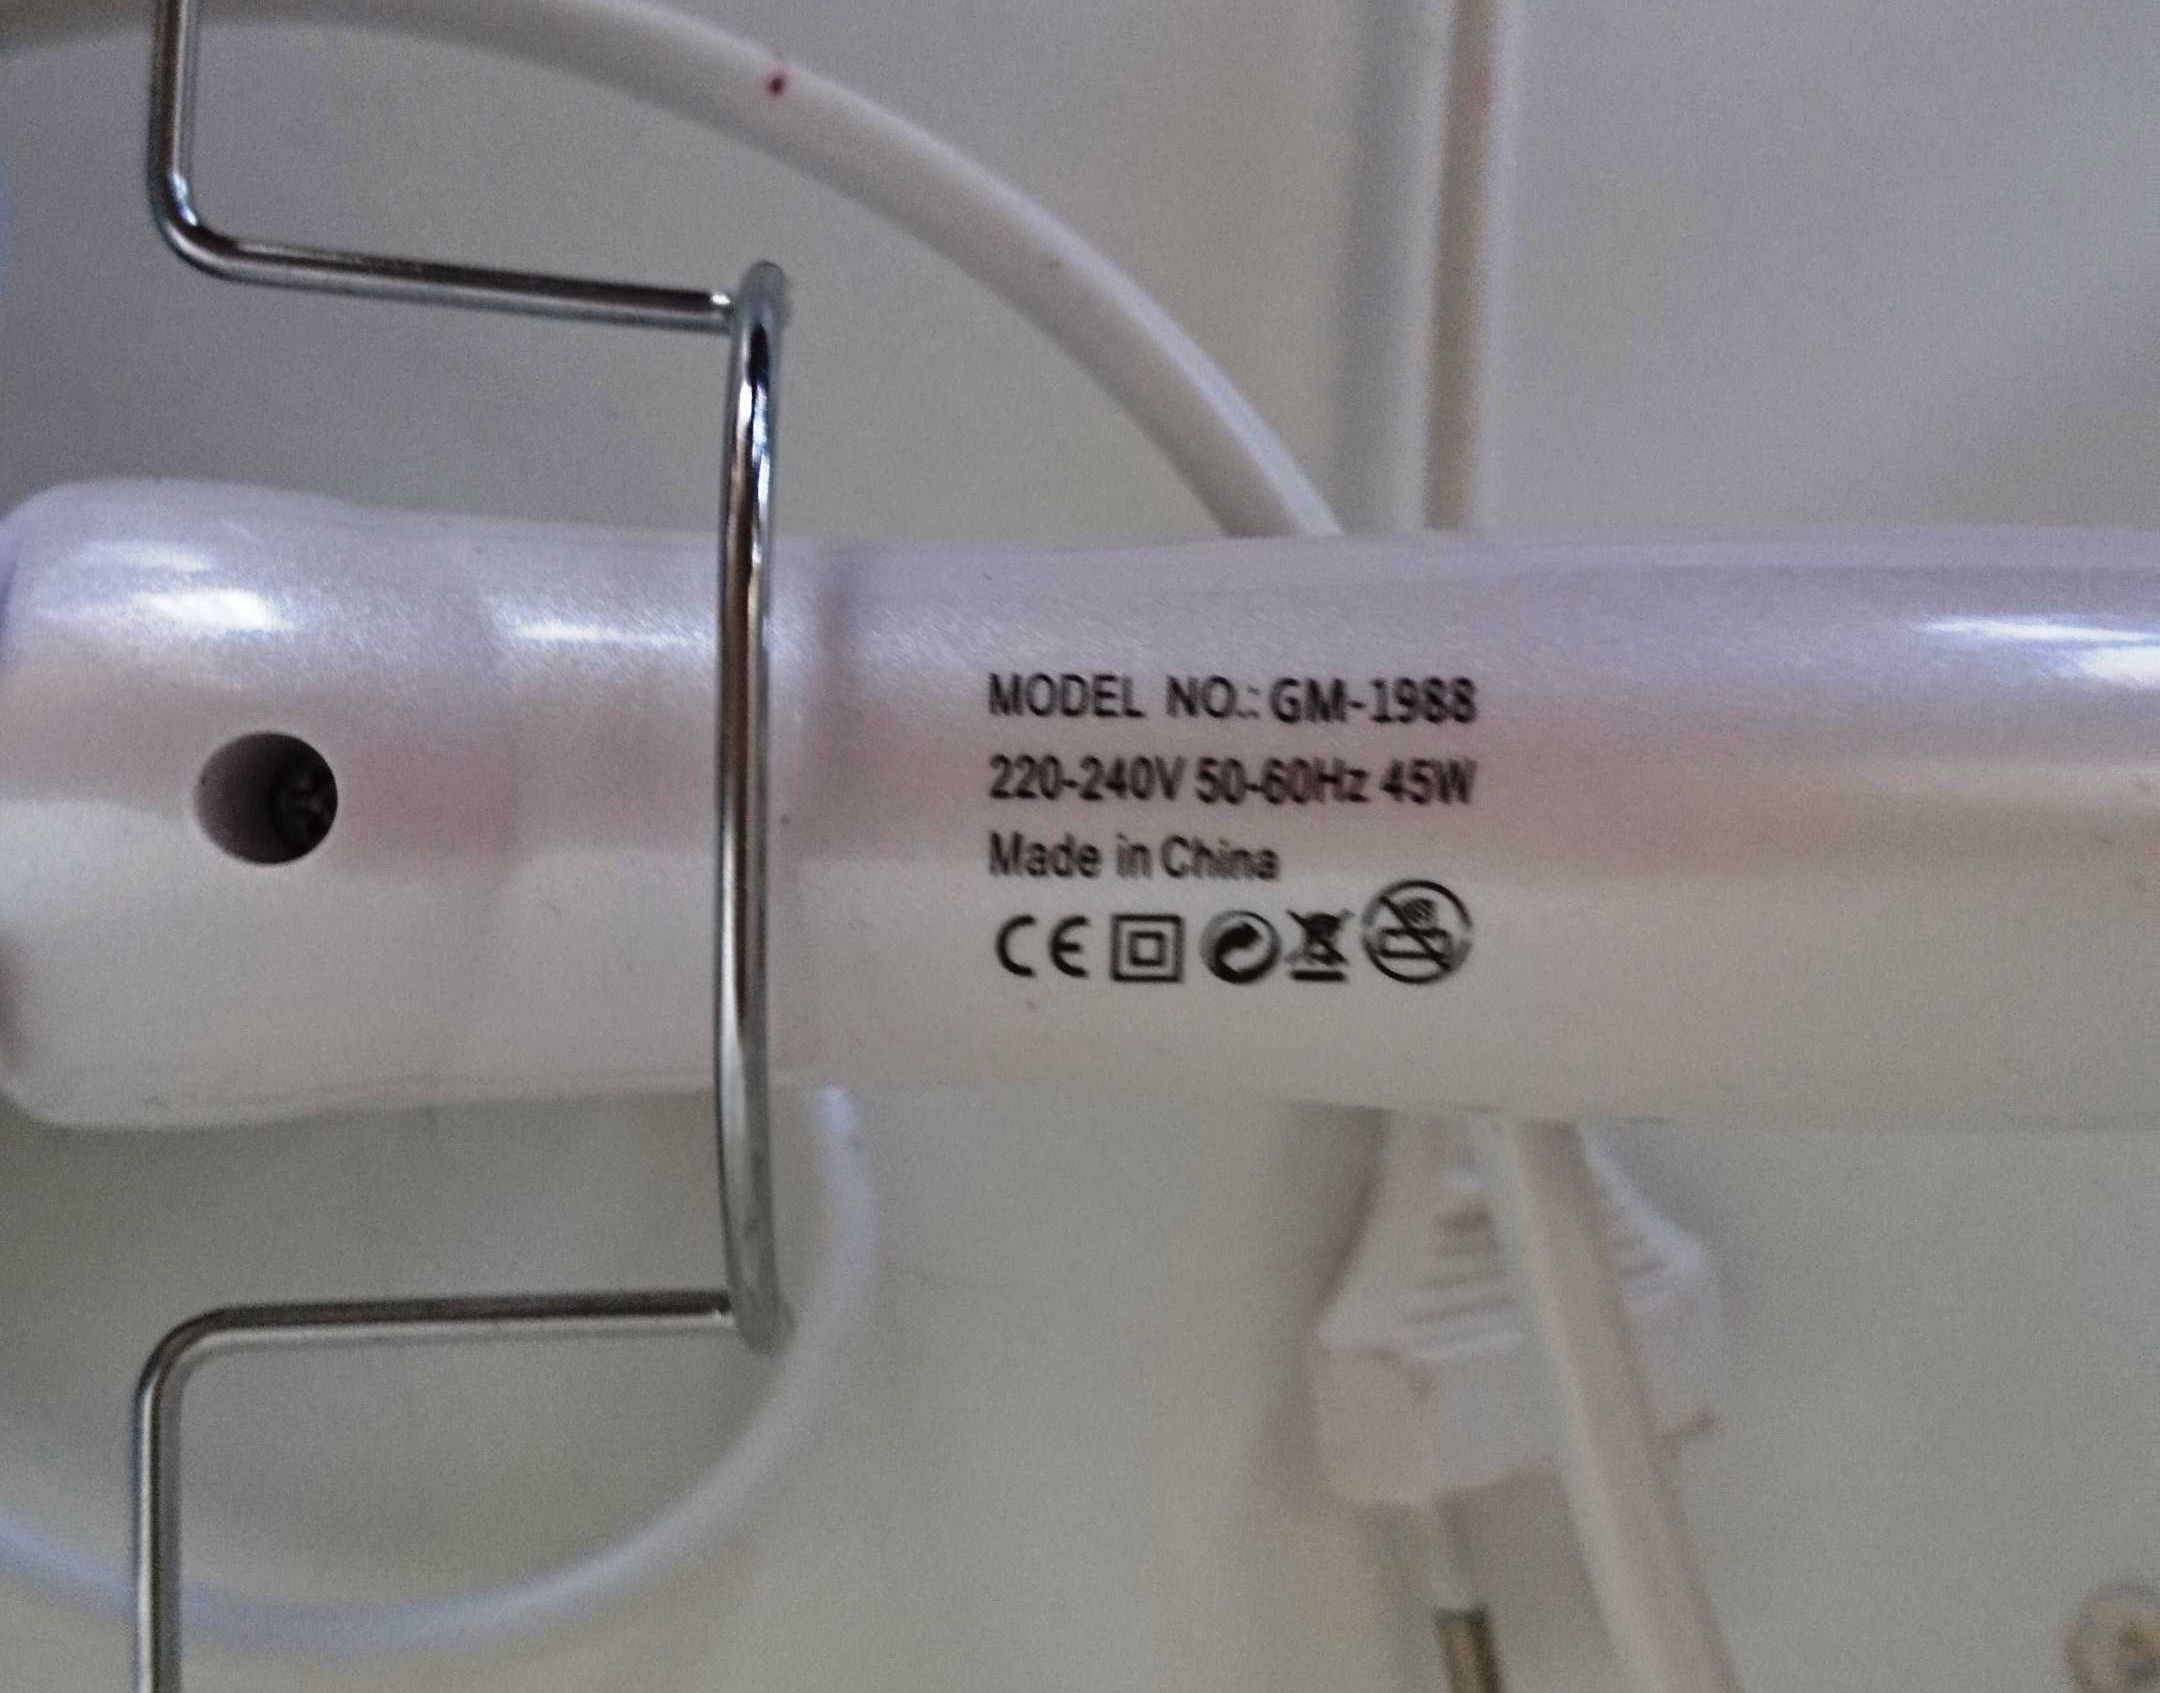 MODEL NO.: GM-1988
220-240V 50-60Hz 45W
Made in China
CE